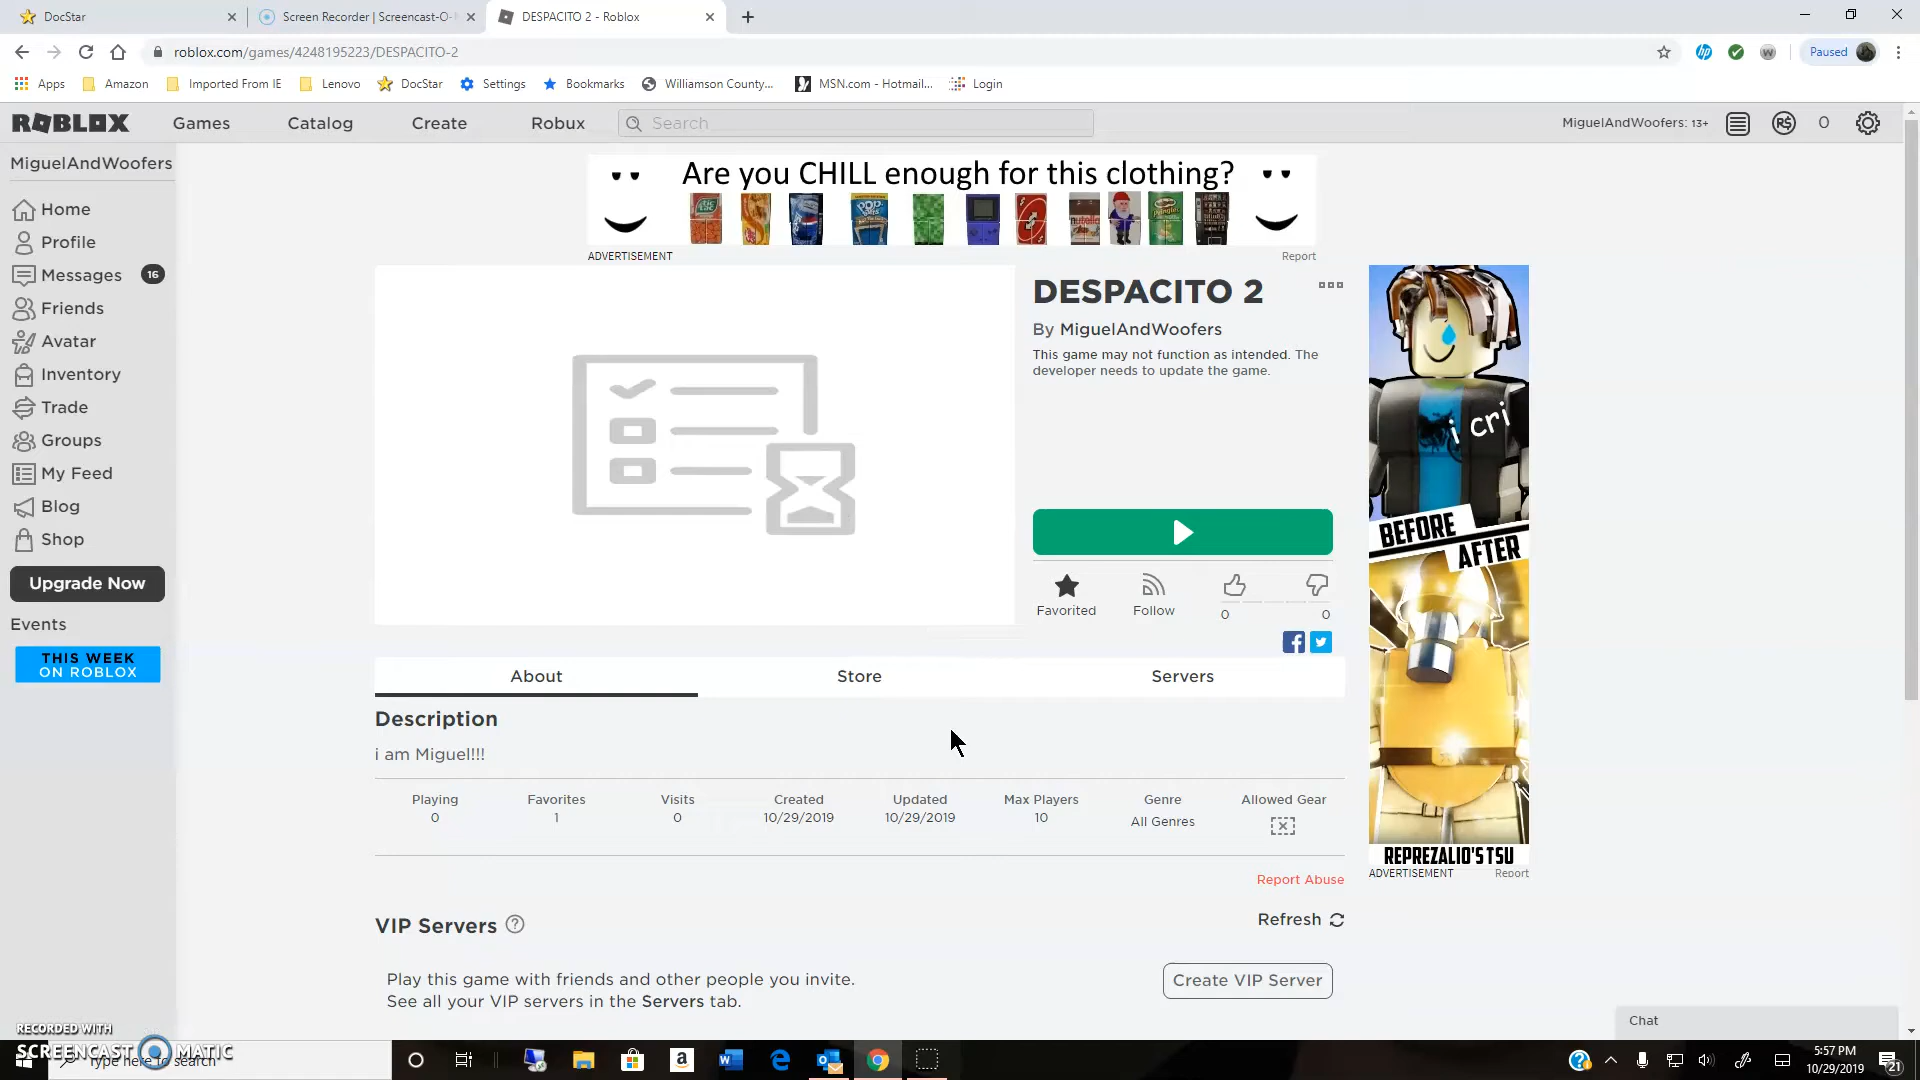 DocStar
Screen Recorder | Screencast-O-
DESPACITO 2 - Roblox
roblox.com/games/4248195223/DESPACITO-2
Paused
Apps
Amazon
Imported From IE
Lenovo
DocStar
Settings
Bookmarks
Williamson County...
MSN.com - Hotmail...
Login
ROBLOX
Games
Catalog
Create
Robux
Search
MiguelAndWoofers: 13+
R$
0
MiguelAndWoofers
Home
Profile
Messages
16
Friends
Avatar
Inventory
Trade
Groups
My Feed
Blog
Shop
Upgrade Now
Events
THIS WEEK
ON ROBLOX
Are you CHILL enough for this clothing?
ADVERTISEMENT
Report
DESPACITO 2
By MiguelAndWoofers
This game may not function as intended. The
developer needs to update the game.
Favorited
Follow
0
0
i cri
BEFORE
AFTER
REPREZALIO'S TSU
ADVERTISEMENT
Report
About
Store
Servers
Description
i am Miguel!!!
Playing
0
Favorites
1
Visits
0
Created
10/29/2019
Updated
10/29/2019
Max Players
10
Genre
All Genres
Allowed Gear
Report Abuse
VIP Servers
Refresh
Play this game with friends and other people you invite.
See all your VIP servers in the Servers tab.
Create VIP Server
Chat
RECORDED WITH
SCREENCAST MATIC
Type here to search
5:57 PM
10/29/2019
21